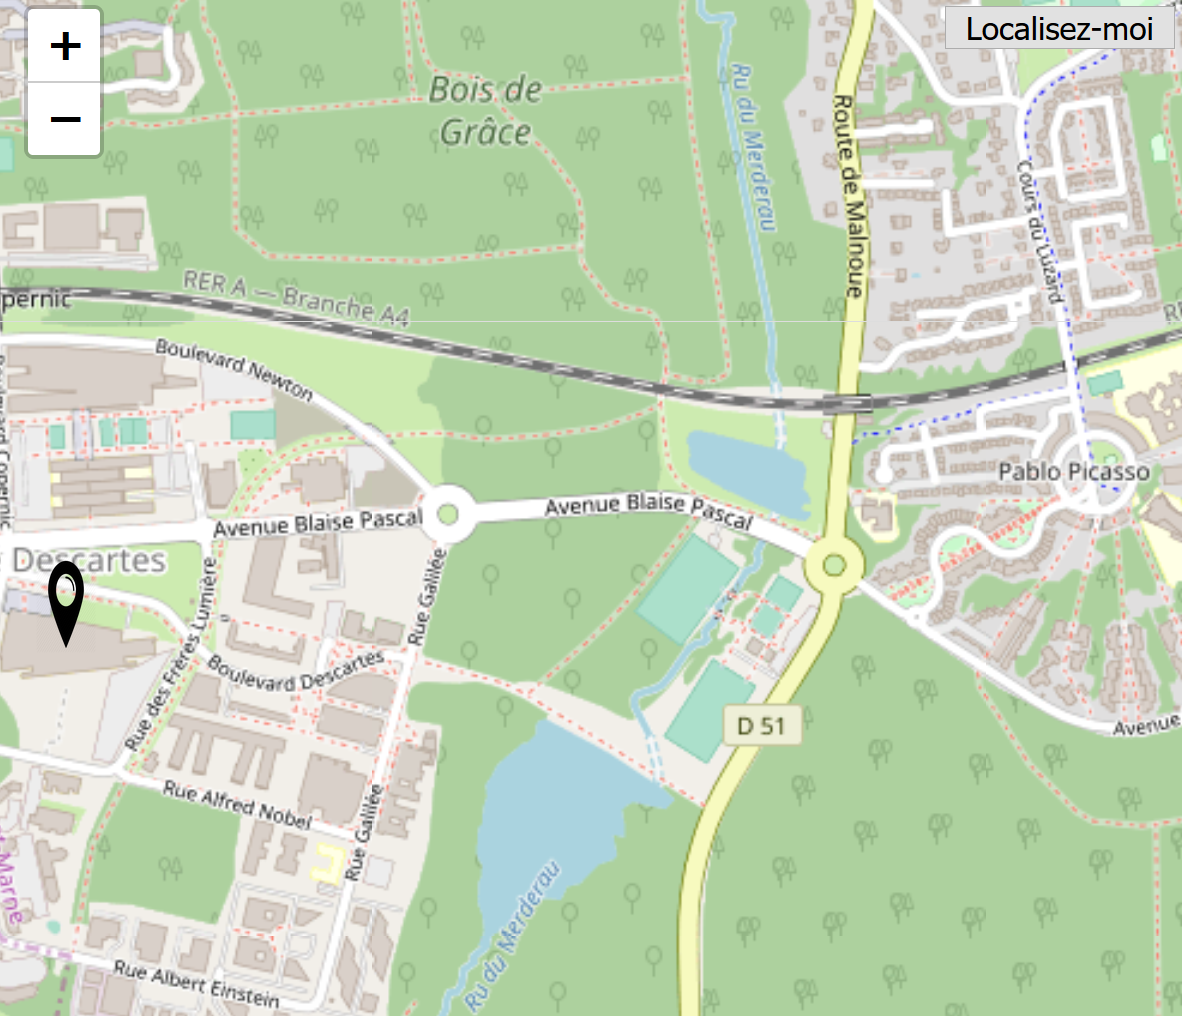 +
−
Localisez-moi
Bois de
Grâce
Ru du Merderau
Route de Malnoue
Cours du Luzard
RER A — Branche A4
pernic
Boulevard Newton
Pablo Picasso
Avenue Blaise Pascal
Avenue Blaise Pascal
Descartes
Rue Galilée
Rue des Frères Lumière
Boulevard Descartes
D 51
Avenue
Rue Alfred Nobel
Rue Galilée
Marne
Ru du Merderau
Rue Albert Einstein